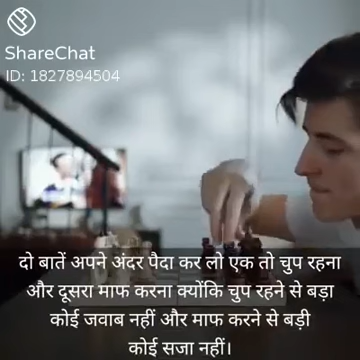 ShareChat
ID: 1827894504
दो बातें अपने अंदर पैदा कर लो एक तो चुप रहना
और दूसरा माफ करना क्योंकि चुप रहने से बड़ा
कोई जवाब नहीं और माफ करने से बड़ी
कोई सजा नहीं।